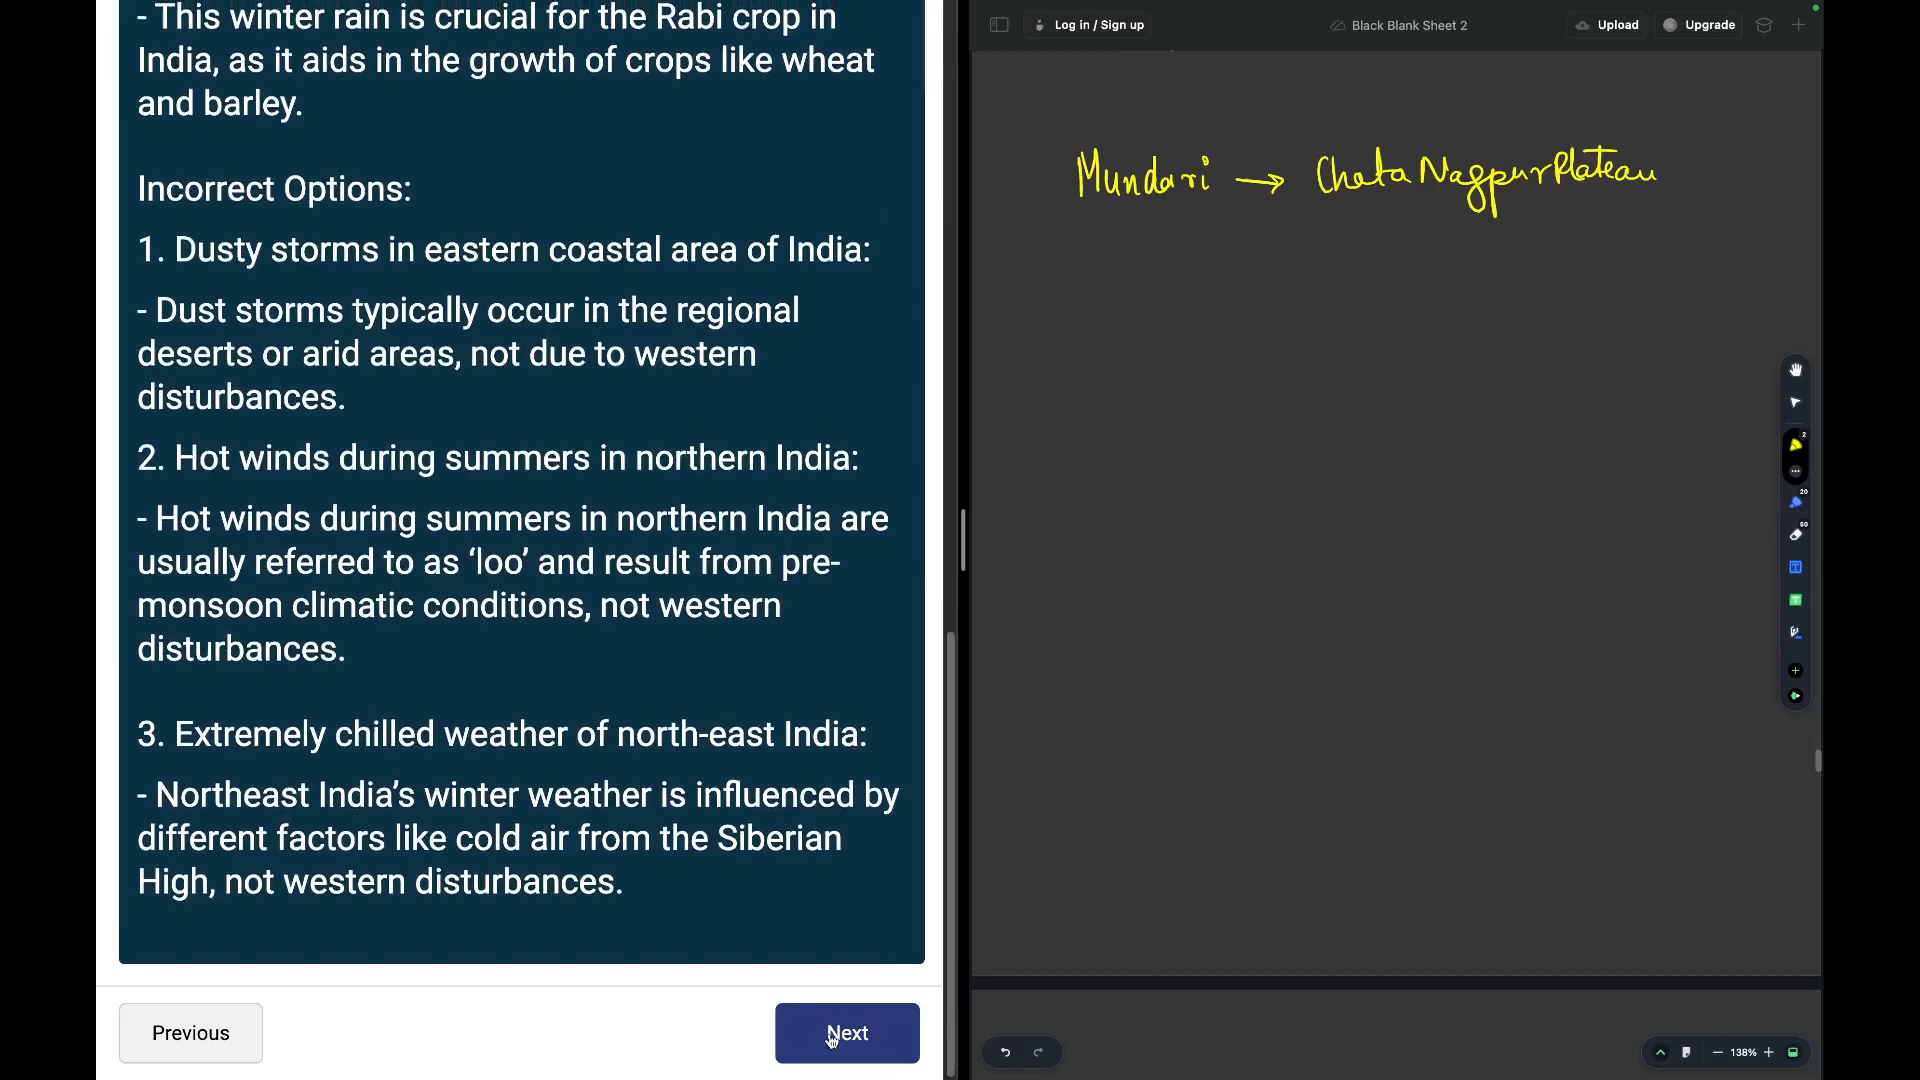 - This winter rain is crucial for the Rabi crop in
India, as it aids in the growth of crops like wheat
and barley.
Incorrect Options:
1. Dusty storms in eastern coastal area of India:
- Dust storms typically occur in the regional
deserts or arid areas, not due to western
disturbances.
2. Hot winds during summers in northern India:
- Hot winds during summers in northern India are
usually referred to as ‘loo’ and result from pre-
monsoon climatic conditions, not western
disturbances.
3. Extremely chilled weather of north-east India:
- Northeast India’s winter weather is influenced by
different factors like cold air from the Siberian
High, not western disturbances.
Previous
Next
Log in / Sign up
Black Blank Sheet 2
Upload
Upgrade
Mundari → Chota Nagpur Plateau
2
20
50
138%